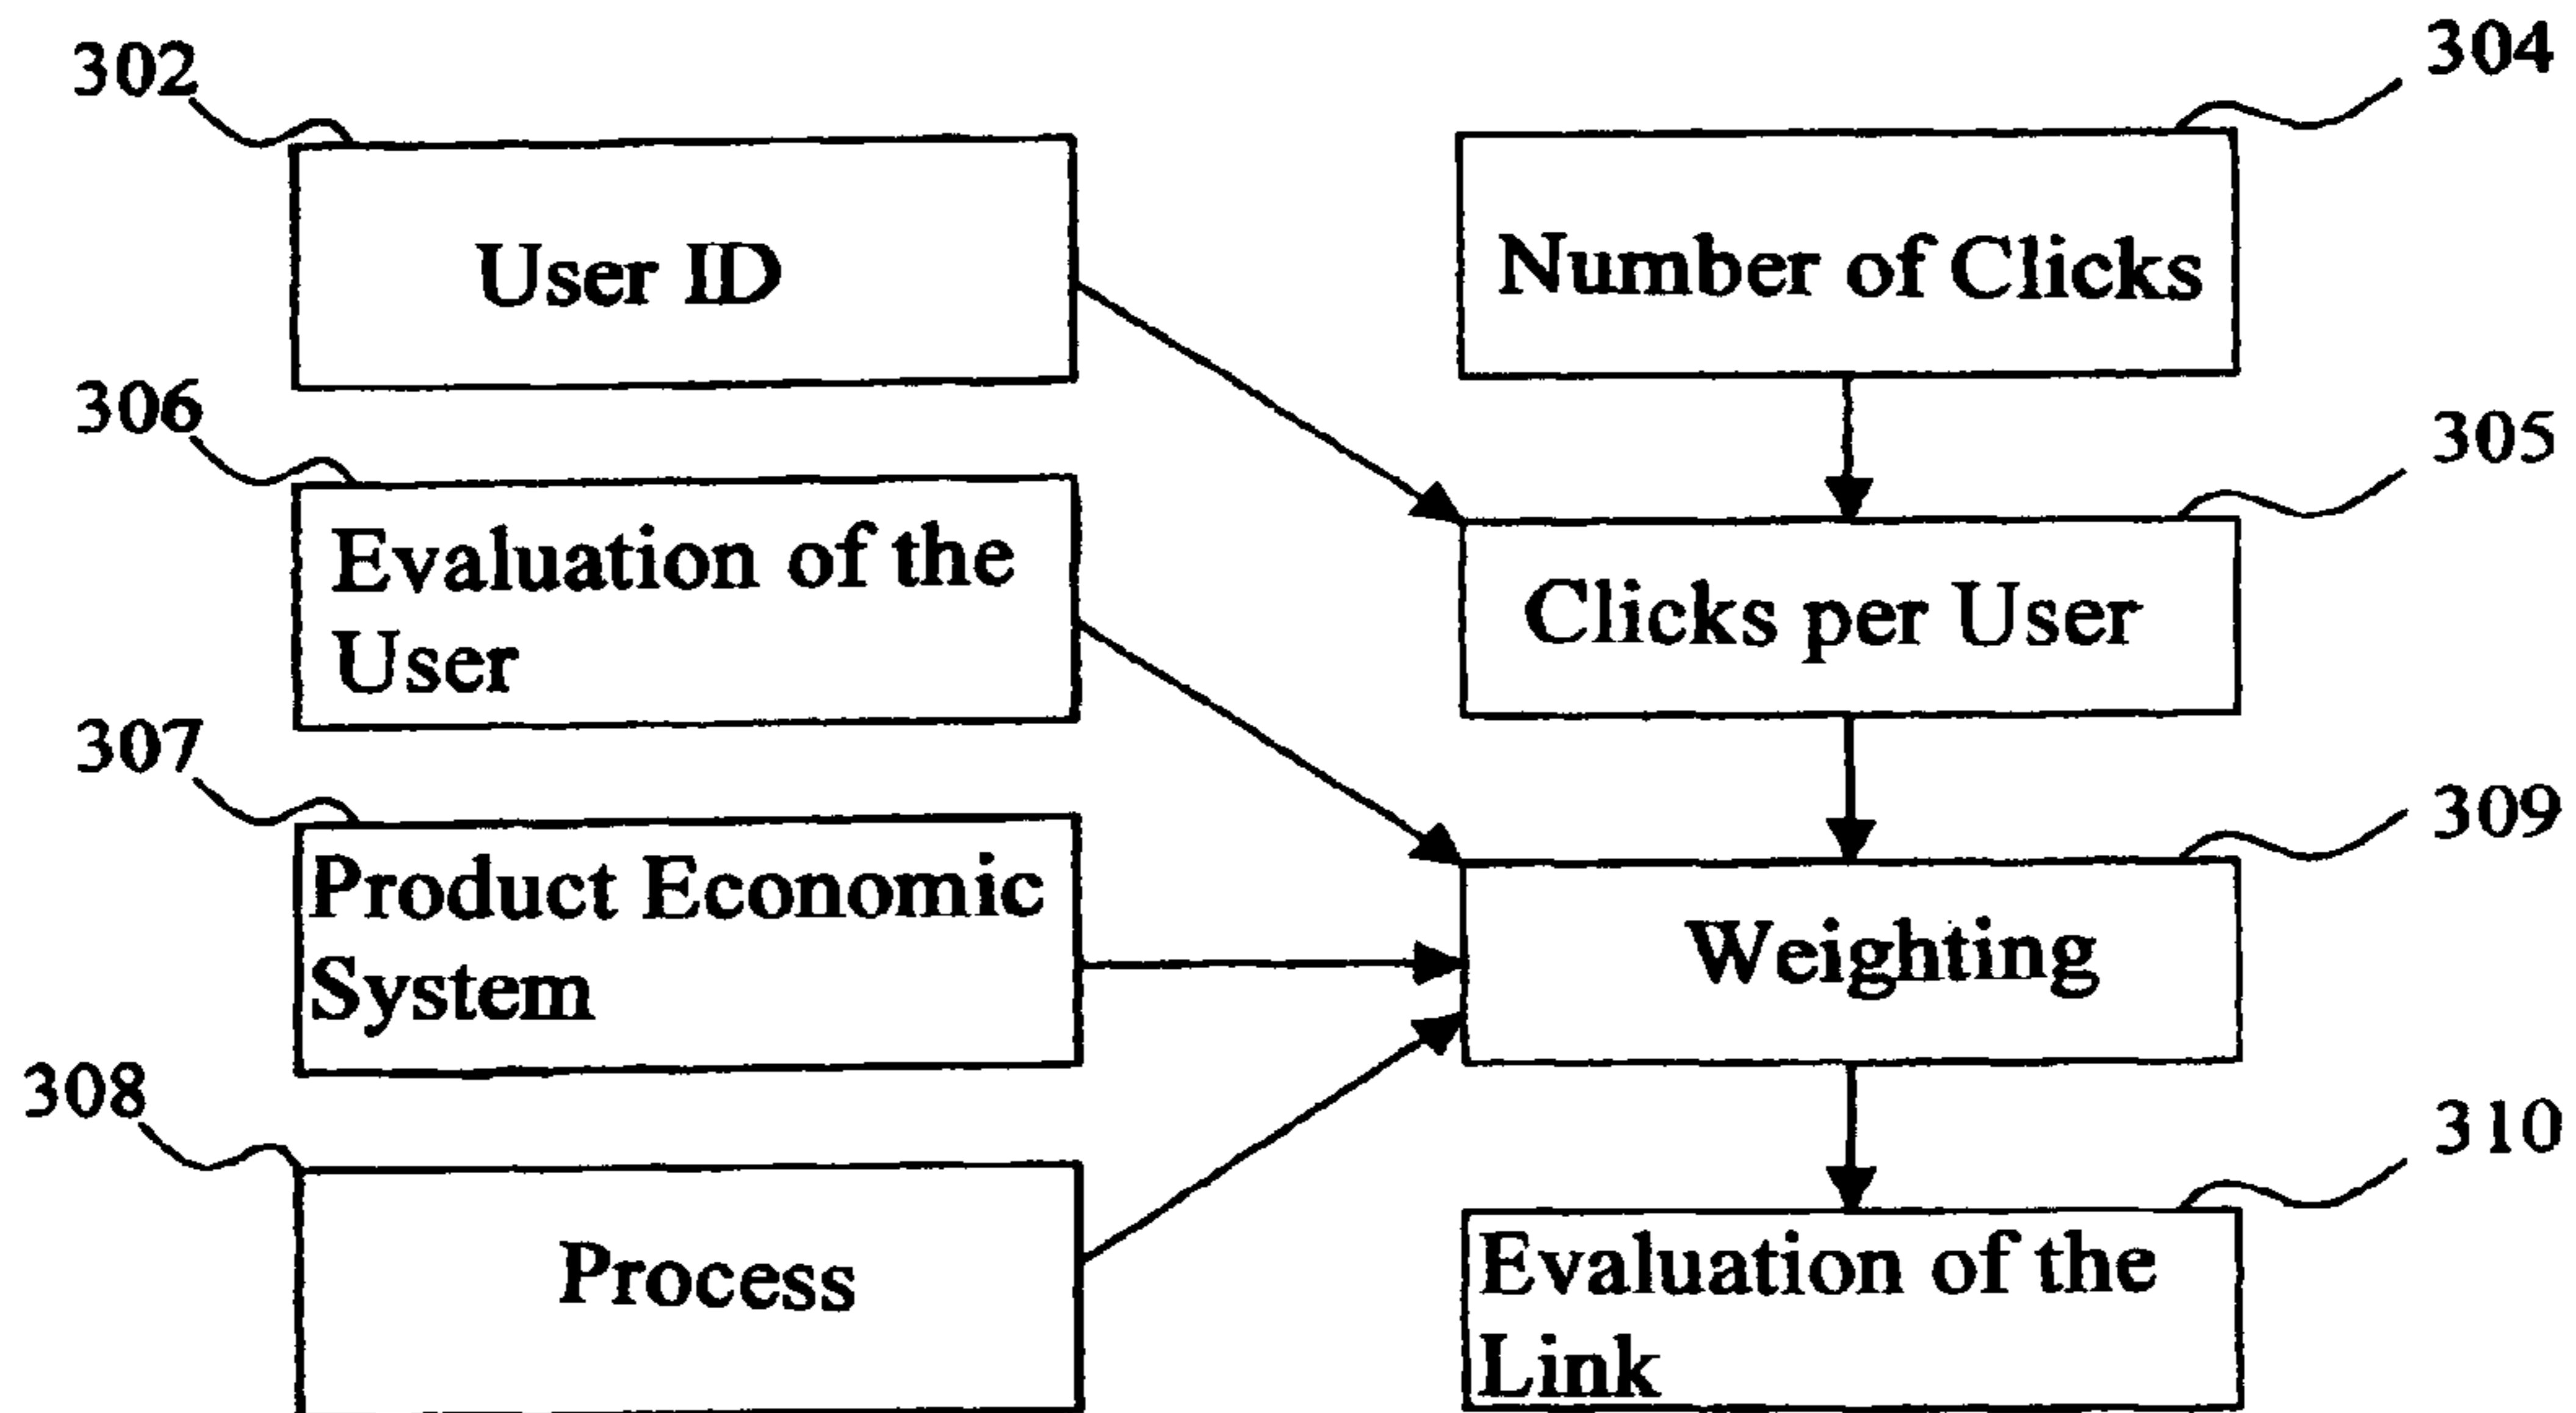 302
304
User ID
Number of Clicks
306
305
Evaluation of the
User
Clicks per User
307
309
Product Economic
System
Weighting
308
310
Process
Evaluation of the
Link